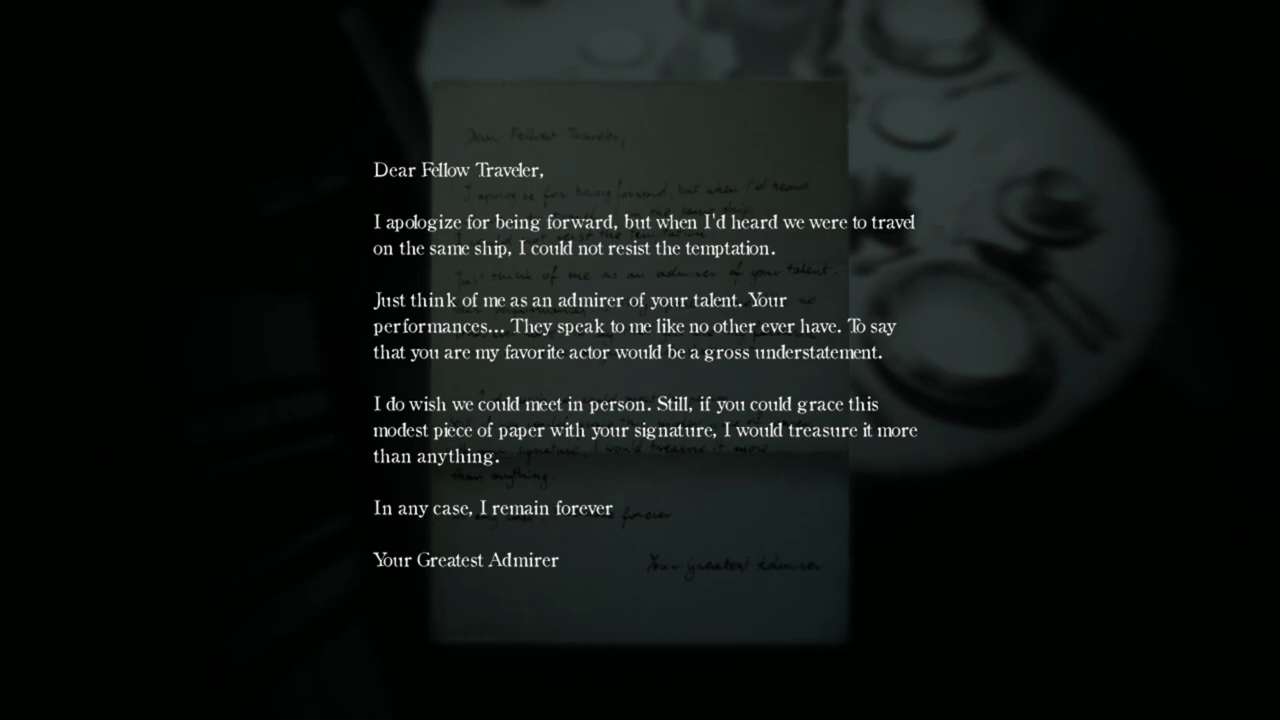 Dear Fellow Traveler,
I apologize for being forward, but when I'd heard we were to travel
on the same ship, I could not resist the temptation.
Just think of me as an admirer of your talent. Your
performances... They speak to me like no other ever have. To say
that you are my favorite actor would be a gross understatement.
I do wish we could meet in person. Still, if you could grace this
modest piece of paper with your signature, I would treasure it more
than anything.
In any case, I remain forever
Your Greatest Admirer